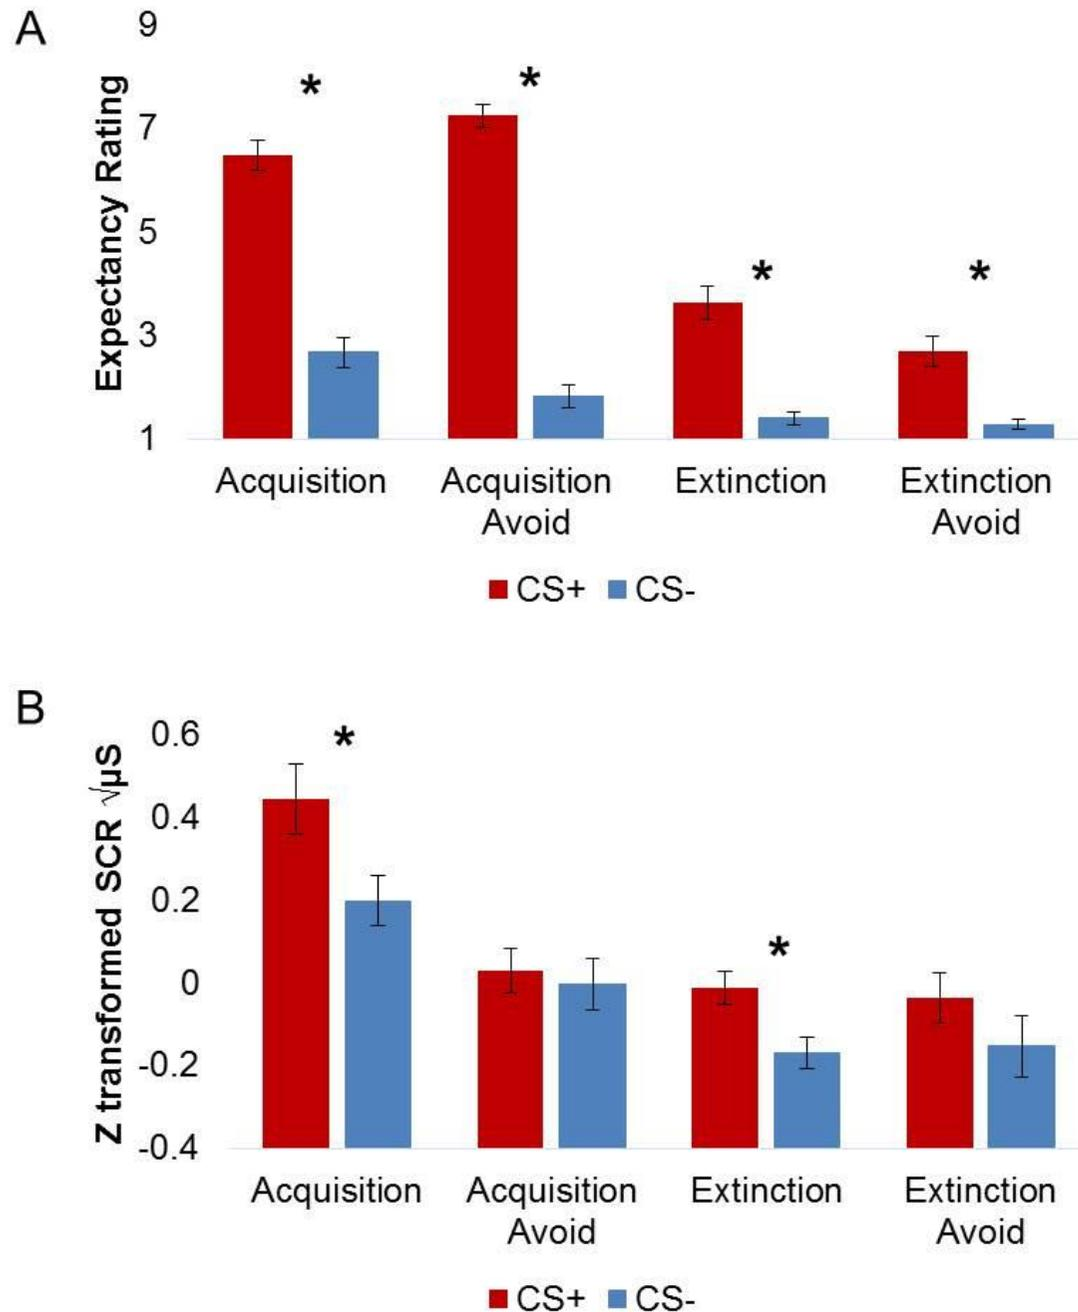 A
Expectancy Rating
9
7
5
3
1
*
*
*
*
Acquisition
Acquisition
Avoid
Extinction
Extinction
Avoid
CS+
CS-
B
Z transformed SCR √µS
0.6
0.4
0.2
0
-0.2
-0.4
*
*
Acquisition
Acquisition
Avoid
Extinction
Extinction
Avoid
CS+
CS-